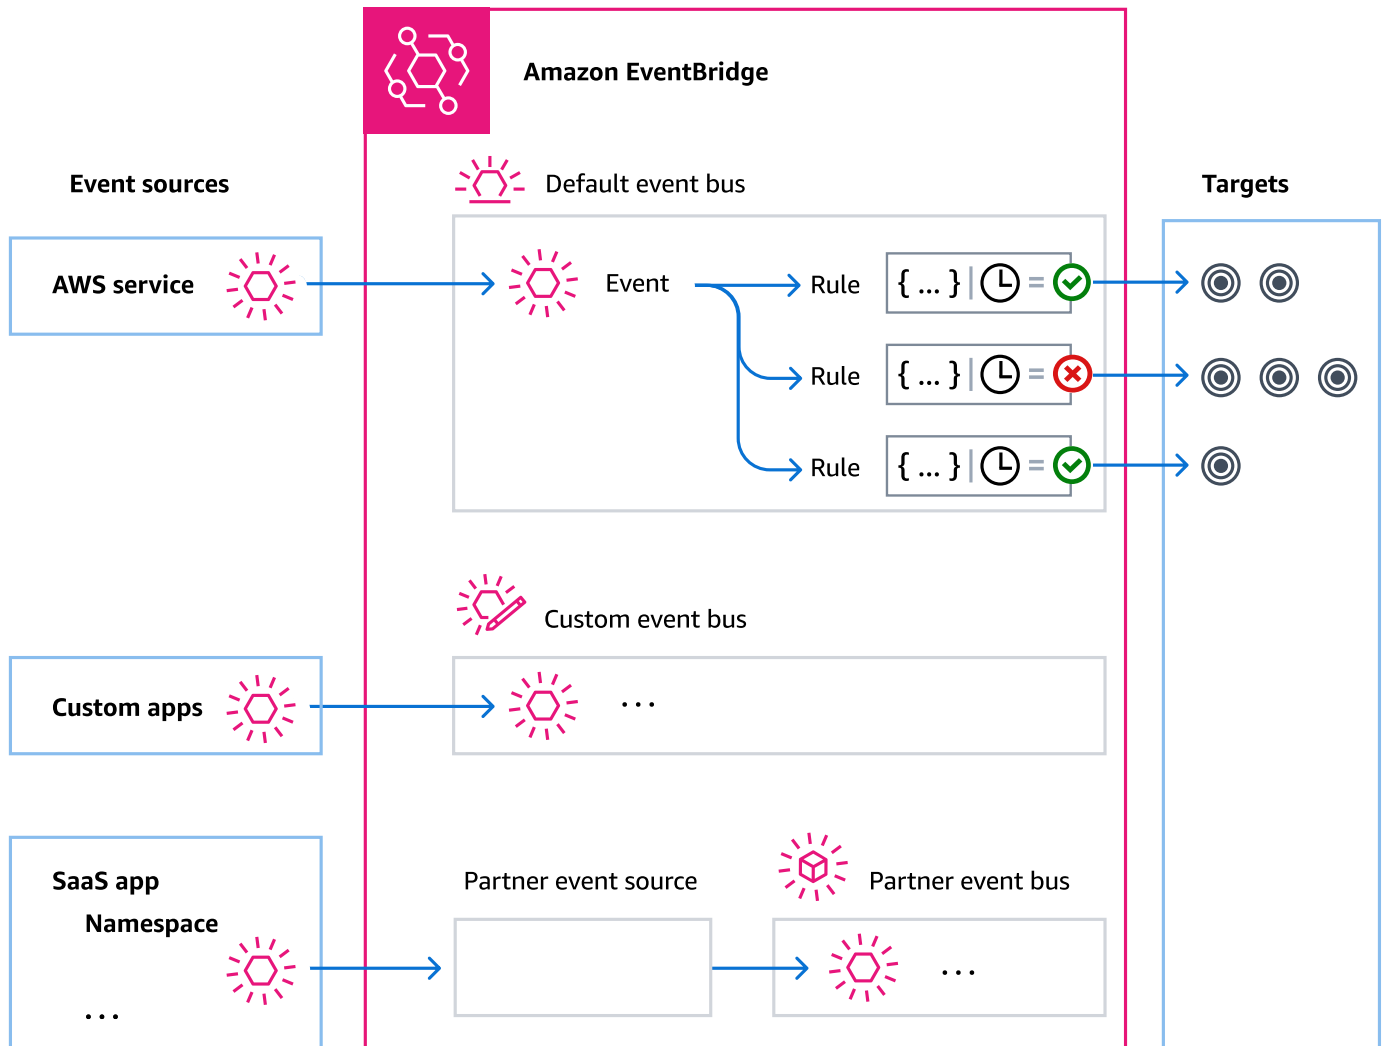 Amazon EventBridge
Event sources
Default event bus
Targets
AWS service
Event
Rule
{ ... } | =
Rule
{ ... } | =
Rule
{ ... } | =
Custom event bus
Custom apps
...
SaaS app
Namespace
...
Partner event source
Partner event bus
...